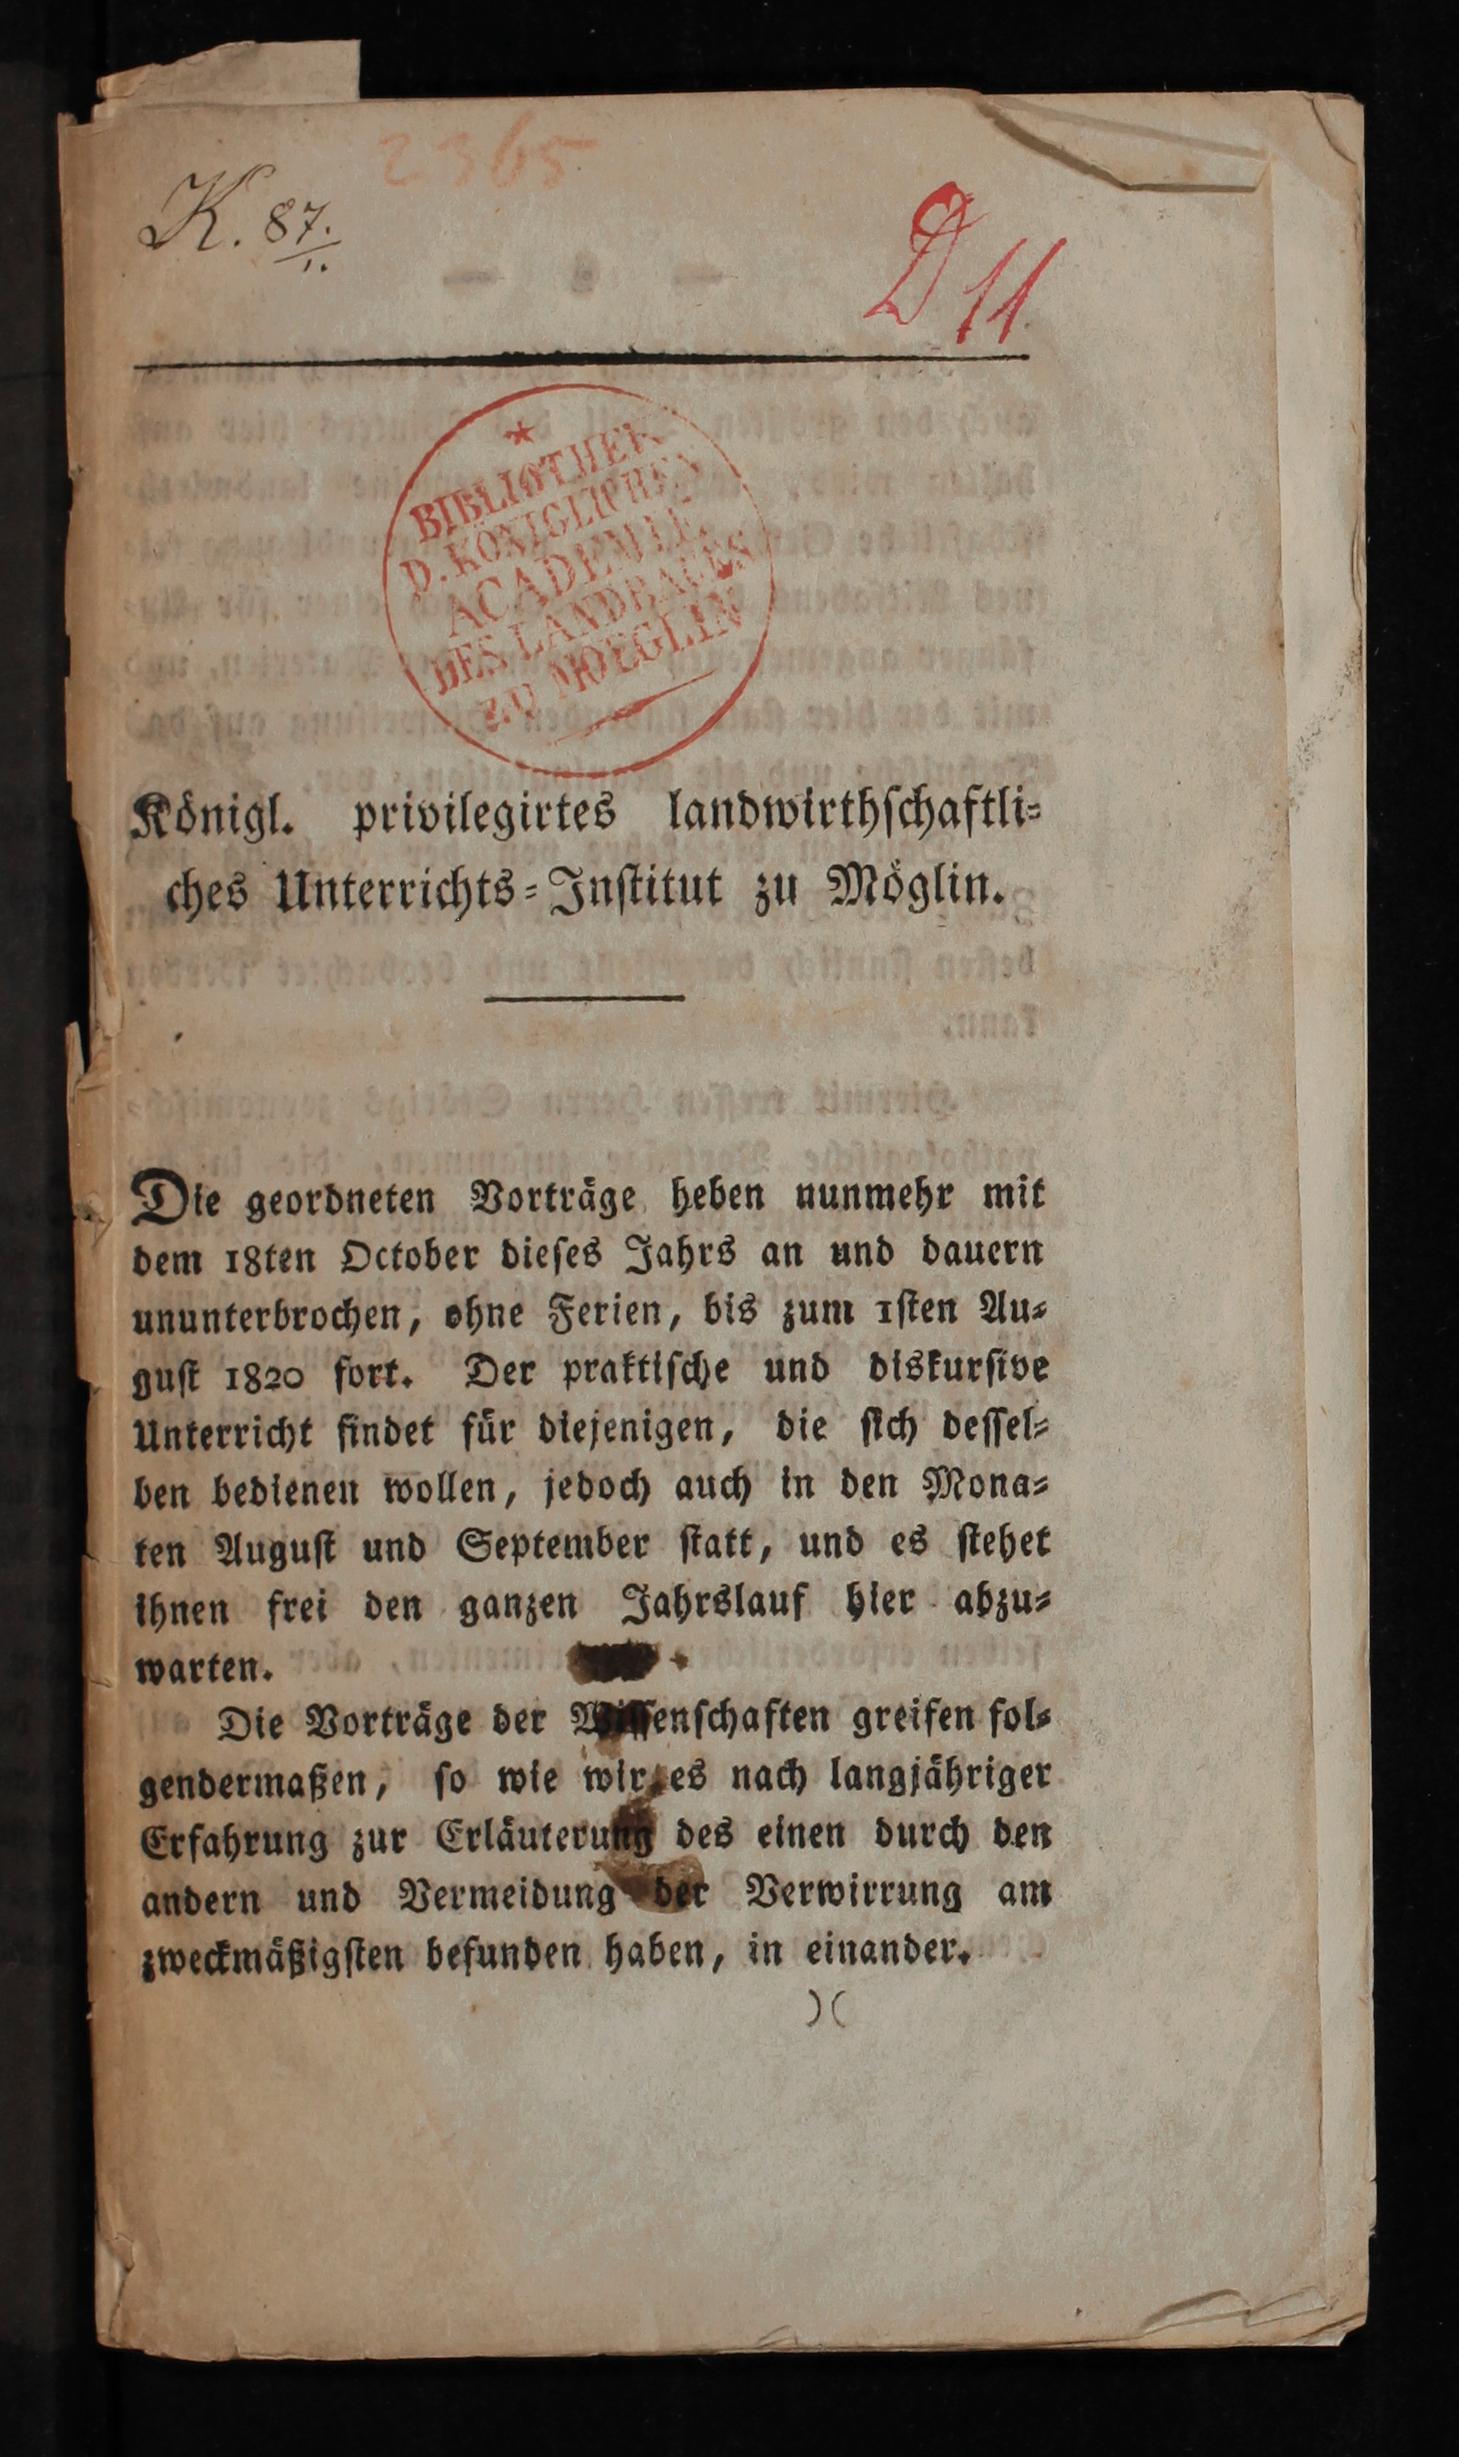 2365
K. 87.
1.
D 11
*
BIBLIOTHEK
D. KÖNIGLICHEN
ACADEMIE
DES LANDBAUES
ZU MOEGLIN
Königl. privilegirtes landwirthſchaftli⸗
ches Unterrichts⸗Inſtitut zu Möglin.
Die geordneten Vorträge heben nunmehr mit
dem 18ten October dieſes Jahrs an und dauern
ununterbrochen, ohne Ferien, bis zum 1ſten Au⸗
guſt 1820 fort. Der praktiſche und diskurſive
Unterricht findet für diejenigen, die ſich deſſel⸗
ben bedienen wollen, jedoch auch in den Mona⸗
ten Auguſt und September ſtatt, und es ſtehet
ihnen frei den ganzen Jahrslauf hier abzu⸗
warten.
Die Vorträge der Wiſſenſchaften greifen fol⸗
gendermaßen, ſo wie wir es nach langjähriger
Erfahrung zur Erläuterung des einen durch den
andern und Vermeidung der Verwirrung am
zweckmäßigſten befunden haben, in einander.
)(